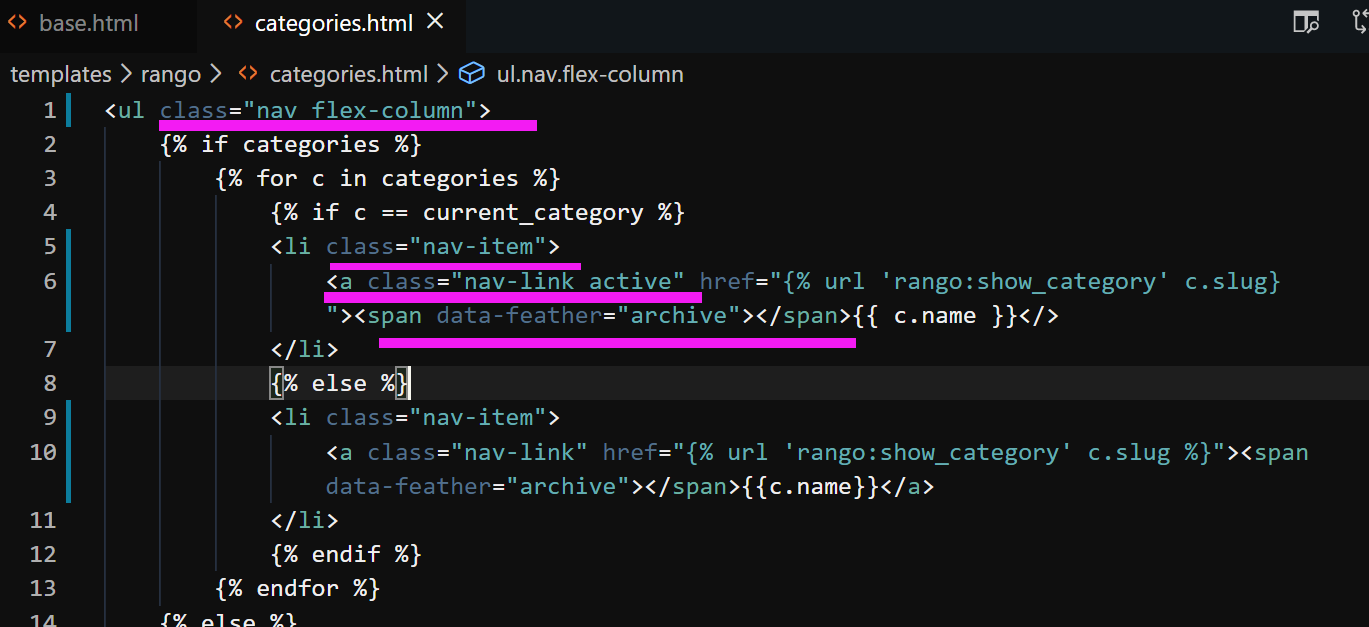 base.html categories.html
templates > rango > categories.html > ul.nav.flex-column
1 <ul class="nav flex-column">
2 {% if categories %}
3 {% for c in categories %}
4 {% if c == current_category %}
5 <li class="nav-item">
6 <a class="nav-link active" href="{% url 'rango:show_category' c.slug}
"><span data-feather="archive"></span>{{ c.name }}</>
7 </li>
8 {% else %}
9 <li class="nav-item">
10 <a class="nav-link" href="{% url 'rango:show_category' c.slug %}"><span
data-feather="archive"></span>{{c.name}}</a>
11 </li>
12 {% endif %}
13 {% endfor %}
14 {% else %}